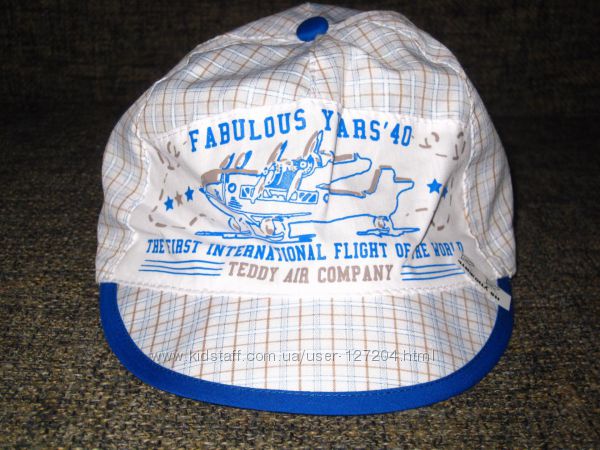 FABULOUS YARS'40
THE FIRST INTERNATIONAL FLIGHT OF THE WORLD
TEDDY AIR COMPANY
www.kidstaff.com.ua/user-127204.html